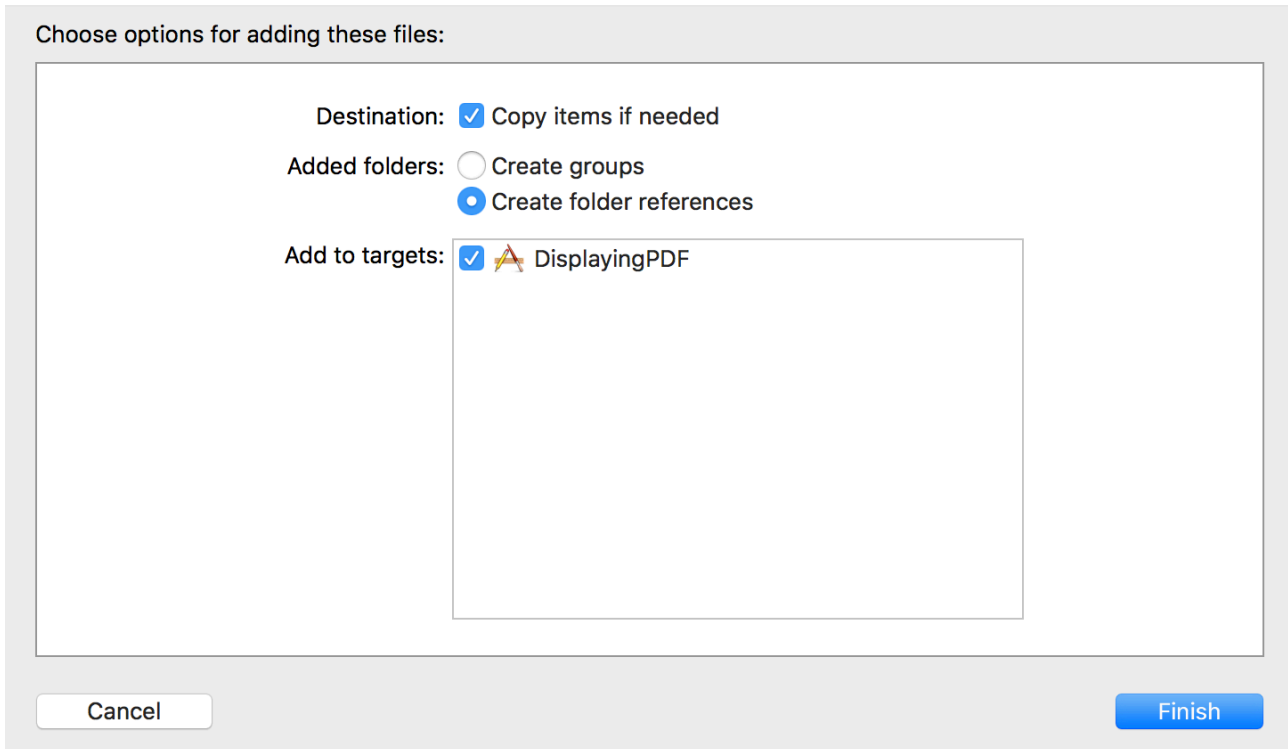 Choose options for adding these files:
Destination: Copy items if needed
Added folders: Create groups
Create folder references
Add to targets: DisplayingPDF
Cancel Finish